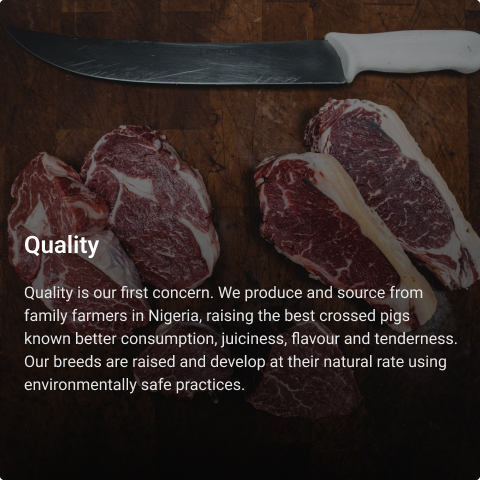 Quality
Quality is our first concern. We produce and source from
family farmers in Nigeria, raising the best crossed pigs
known better consumption, juiciness, flavour and tenderness.
Our breeds are raised and develop at their natural rate using
environmentally safe practices.